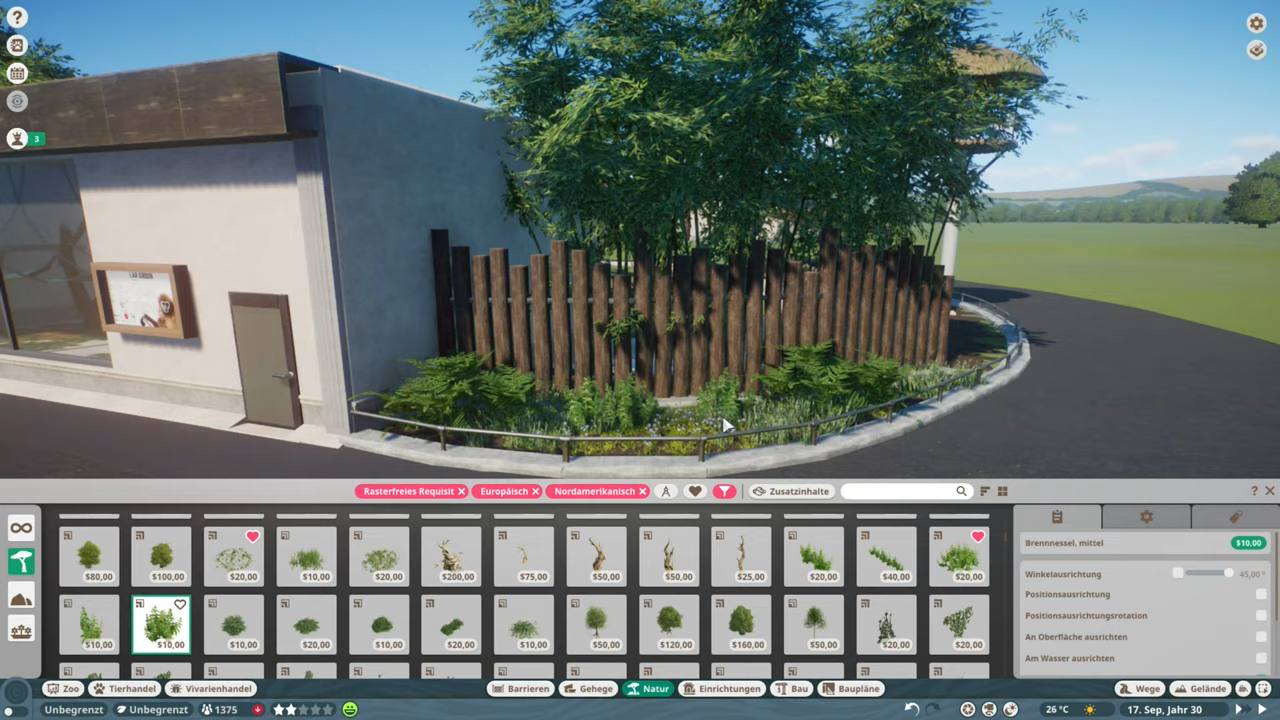 ?
3
LAR GIBBON
Rasterfreies Requisit ×
Europäisch ×
Nordamerikanisch ×
Zusatzinhalte
? ×
$80,00
$100,00
$20,00
$10,00
$20,00
$200,00
$75,00
$50,00
$50,00
$25,00
$20,00
$40,00
$20,00
$10,00
$10,00
$10,00
$20,00
$10,00
$20,00
$10,00
$50,00
$120,00
$160,00
$50,00
$20,00
$20,00
Brennnessel, mittel
$10,00
Winkelausrichtung
45,00 °
Positionsausrichtung
Positionsausrichtungsrotation
An Oberfläche ausrichten
Am Wasser ausrichten
Zoo
Tierhandel
Vivarienhandel
Barrieren
Gehege
Natur
Einrichtungen
Bau
Baupläne
Wege
Gelände
Unbegrenzt
Unbegrenzt
1375
26 °C
17. Sep, Jahr 30